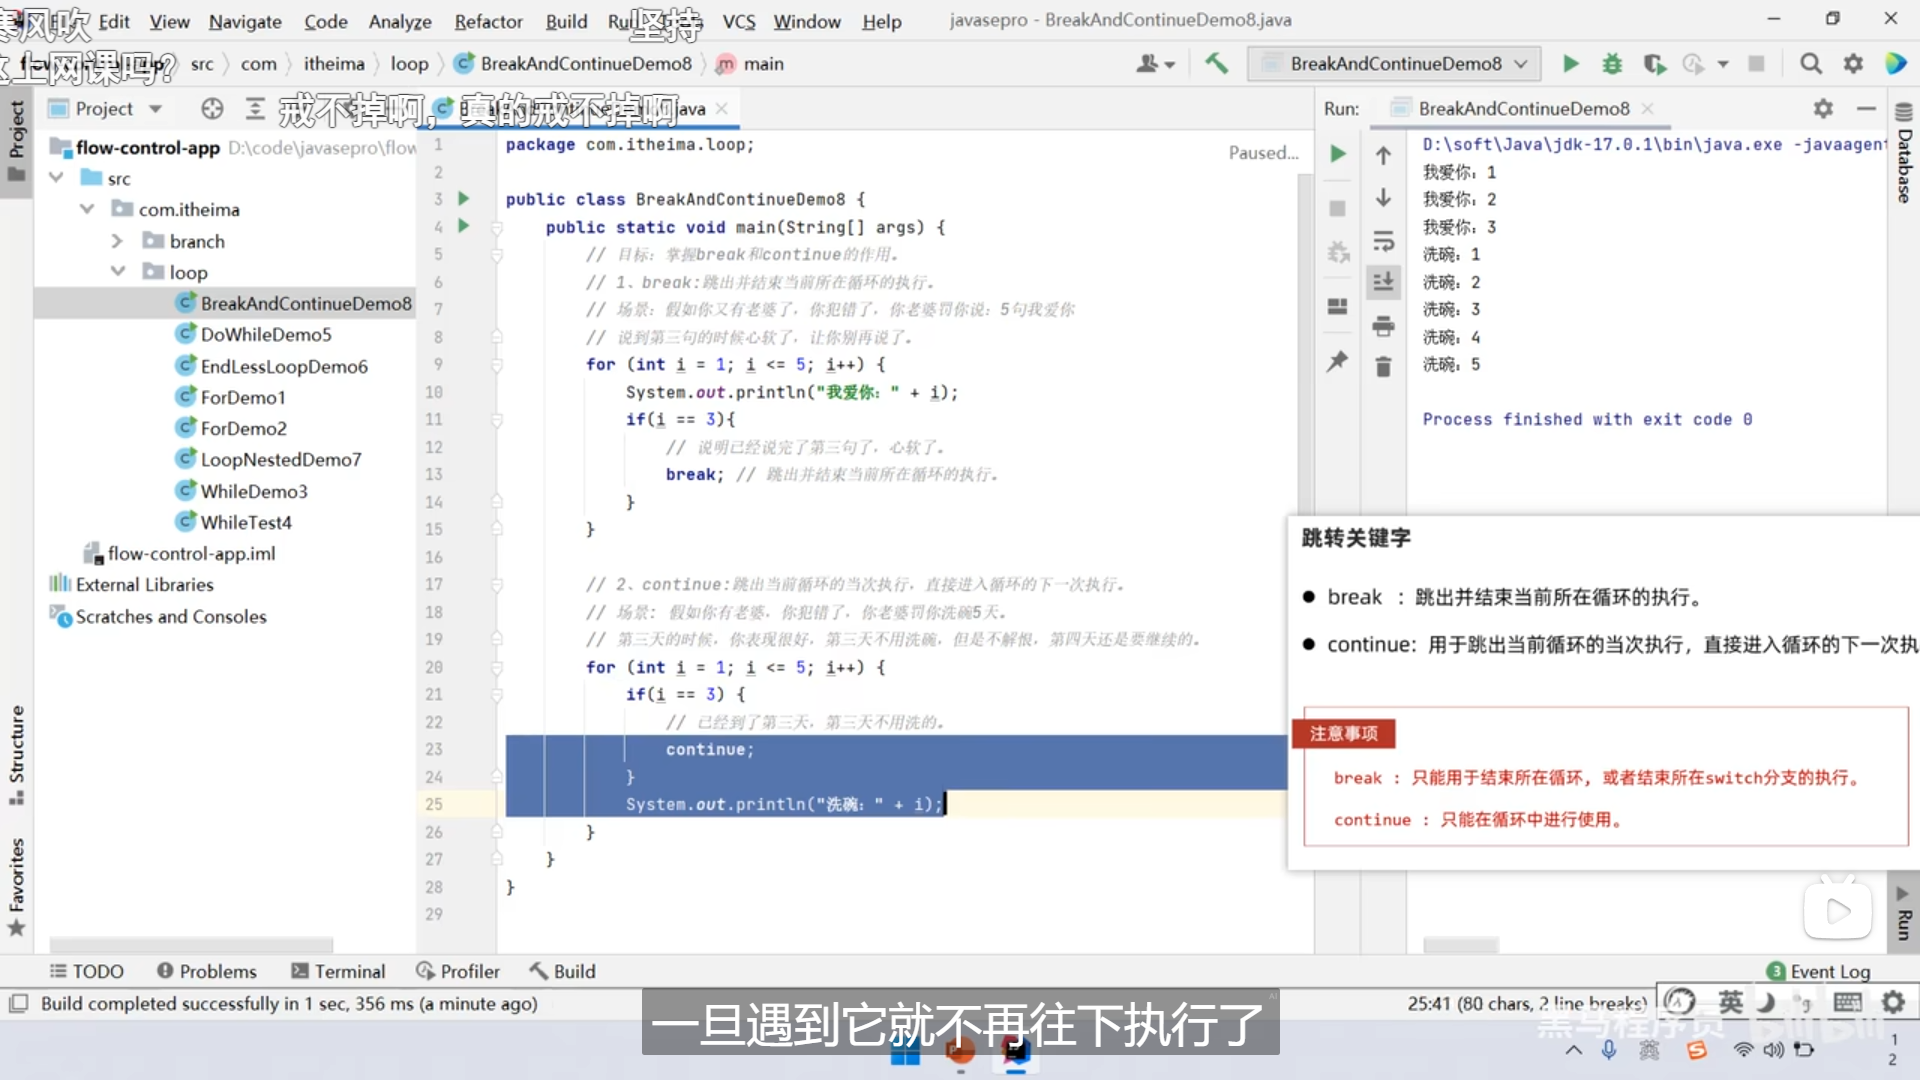 Edit View Navigate Code Analyze Refactor Build VCS Window Help javasepro - BreakAndContinueDemo8.java
寒风吹
坚持
这上网课吗?
src com itheima loop BreakAndContinueDemo8 main
BreakAndContinueDemo8
Project
戒不掉啊，真的戒不掉啊
Run: BreakAndContinueDemo8
Project
Structure
Favorites
Database
Run
flow-control-app D:\code\javasepro\flow
src
com.itheima
branch
loop
BreakAndContinueDemo8
DoWhileDemo5
EndLessLoopDemo6
ForDemo1
ForDemo2
LoopNestedDemo7
WhileDemo3
WhileTest4
flow-control-app.iml
External Libraries
Scratches and Consoles
Paused...
1 package com.itheima.loop;
2
3 public class BreakAndContinueDemo8 {
4 public static void main(String[] args) {
5 // 目标：掌握break和continue的作用。
6 // 1、break:跳出并结束当前所在循环的执行。
7 // 场景：假如你又有老婆了，你犯错了，你老婆罚你说：5句我爱你
8 // 说到第三句的时候心软了，让你别再说了。
9 for (int i = 1; i <= 5; i++) {
10 System.out.println("我爱你：" + i);
11 if(i == 3){
12 // 说明已经说完了第三句了，心软了。
13 break; // 跳出并结束当前所在循环的执行。
14 }
15 }
16
17 // 2、continue:跳出当前循环的当次执行，直接进入循环的下一次执行。
18 // 场景: 假如你有老婆，你犯错了，你老婆罚你洗碗5天。
19 // 第三天的时候，你表现很好，第三天不用洗碗，但是不解恨，第四天还是要继续的。
20 for (int i = 1; i <= 5; i++) {
21 if(i == 3) {
22 // 已经到了第三天，第三天不用洗的。
23 continue;
24 }
25 System.out.println("洗碗：" + i);
26 }
27 }
28 }
29
D:\soft\Java\jdk-17.0.1\bin\java.exe -javaagent
我爱你：1
我爱你：2
我爱你：3
洗碗：1
洗碗：2
洗碗：3
洗碗：4
洗碗：5
Process finished with exit code 0
跳转关键字
● break ：跳出并结束当前所在循环的执行。
● continue：用于跳出当前循环的当次执行，直接进入循环的下一次执
注意事项
break : 只能用于结束所在循环, 或者结束所在switch分支的执行。
continue : 只能在循环中进行使用。
TODO Problems Terminal Profiler Build 3 Event Log
Build completed successfully in 1 sec, 356 ms (a minute ago) 25:41 (80 chars, 2 line breaks)
英
黑马程序员 bilibili
一旦遇到它就不再往下执行了
AI
英
1
2